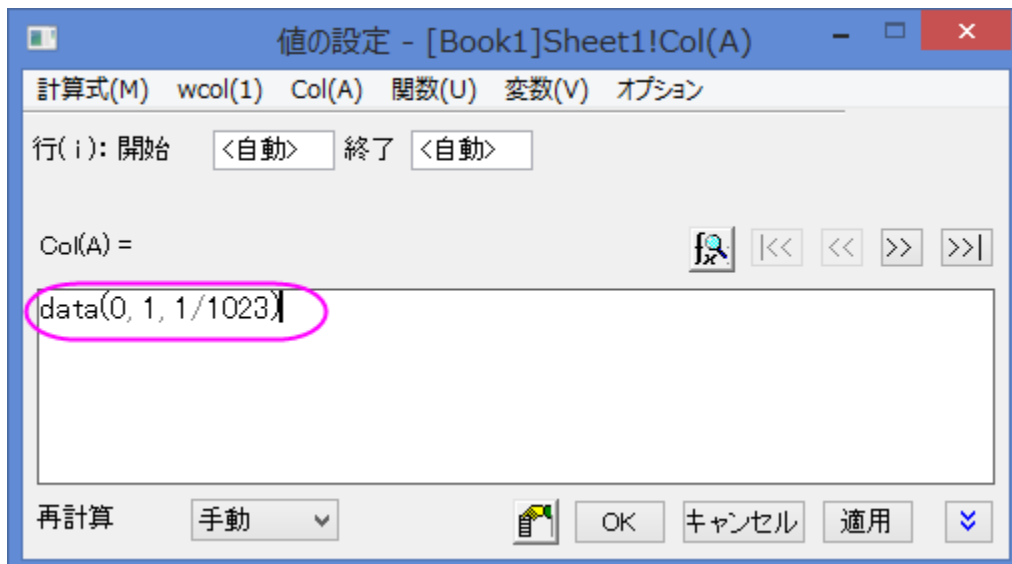 値の設定 - [Book1]Sheet1!Col(A)
計算式(M) wcol(1) Col(A) 関数(U) 変数(V) オプション
行(i): 開始 <自動> 終了 <自動>
Col(A) = fx |<< << >> >>|
data(0, 1, 1/1023)
再計算 手動 OK キャンセル 適用